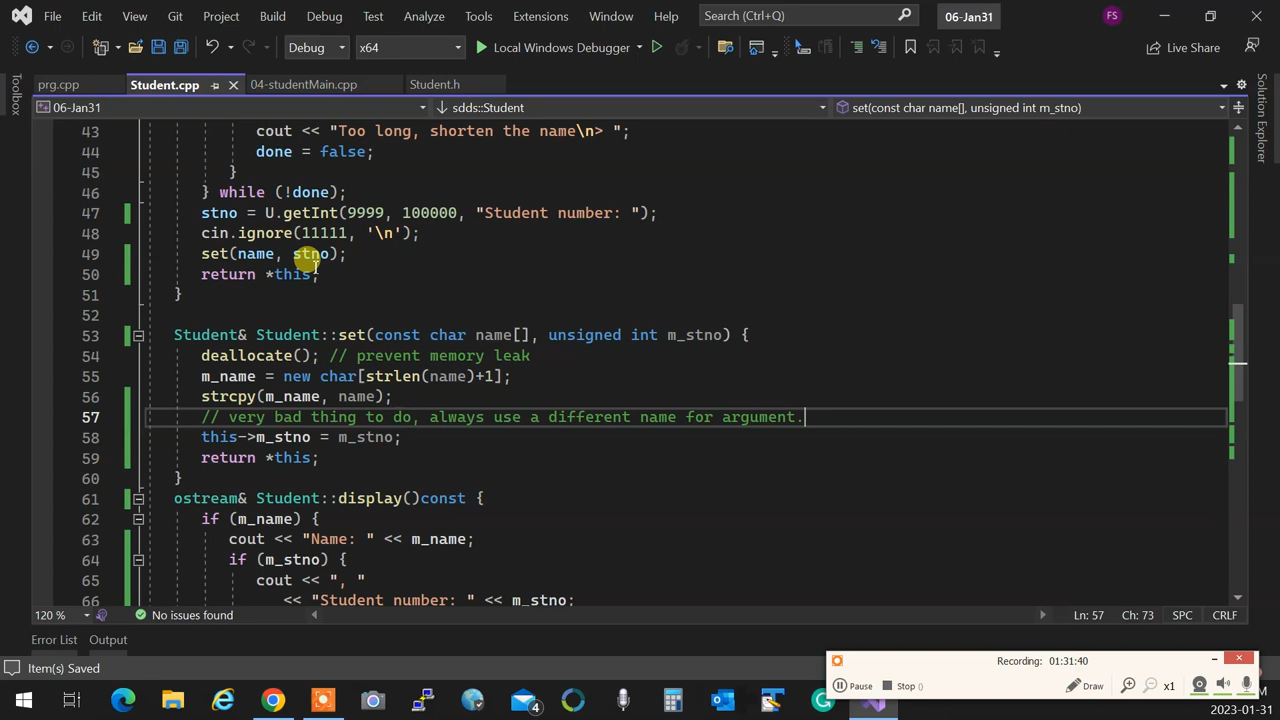 File Edit View Git Project Build Debug Test Analyze Tools Extensions Window Help Search (Ctrl+Q) 06-Jan31 FS
Debug x64 Local Windows Debugger Live Share
prg.cpp Student.cpp 04-studentMain.cpp Student.h
06-Jan31 sdds::Student set(const char name[], unsigned int m_stno)
Toolbox
Solution Explorer
43 cout << "Too long, shorten the name\n> ";
44 done = false;
45 }
46 } while (!done);
47 stno = U.getInt(9999, 100000, "Student number: ");
48 cin.ignore(11111, '\n');
49 set(name, stno);
50 return *this;
51 }
52
53 Student& Student::set(const char name[], unsigned int m_stno) {
54 deallocate(); // prevent memory leak
55 m_name = new char[strlen(name)+1];
56 strcpy(m_name, name);
57 // very bad thing to do, always use a different name for argument.
58 this->m_stno = m_stno;
59 return *this;
60 }
61 ostream& Student::display()const {
62 if (m_name) {
63 cout << "Name: " << m_name;
64 if (m_stno) {
65 cout << ", "
66 << "Student number: " << m_stno;
120 % No issues found Ln: 57 Ch: 73 SPC CRLF
Error List Output
Item(s) Saved
Recording: 01:31:40
Pause Stop () Draw x1
4
2023-01-31